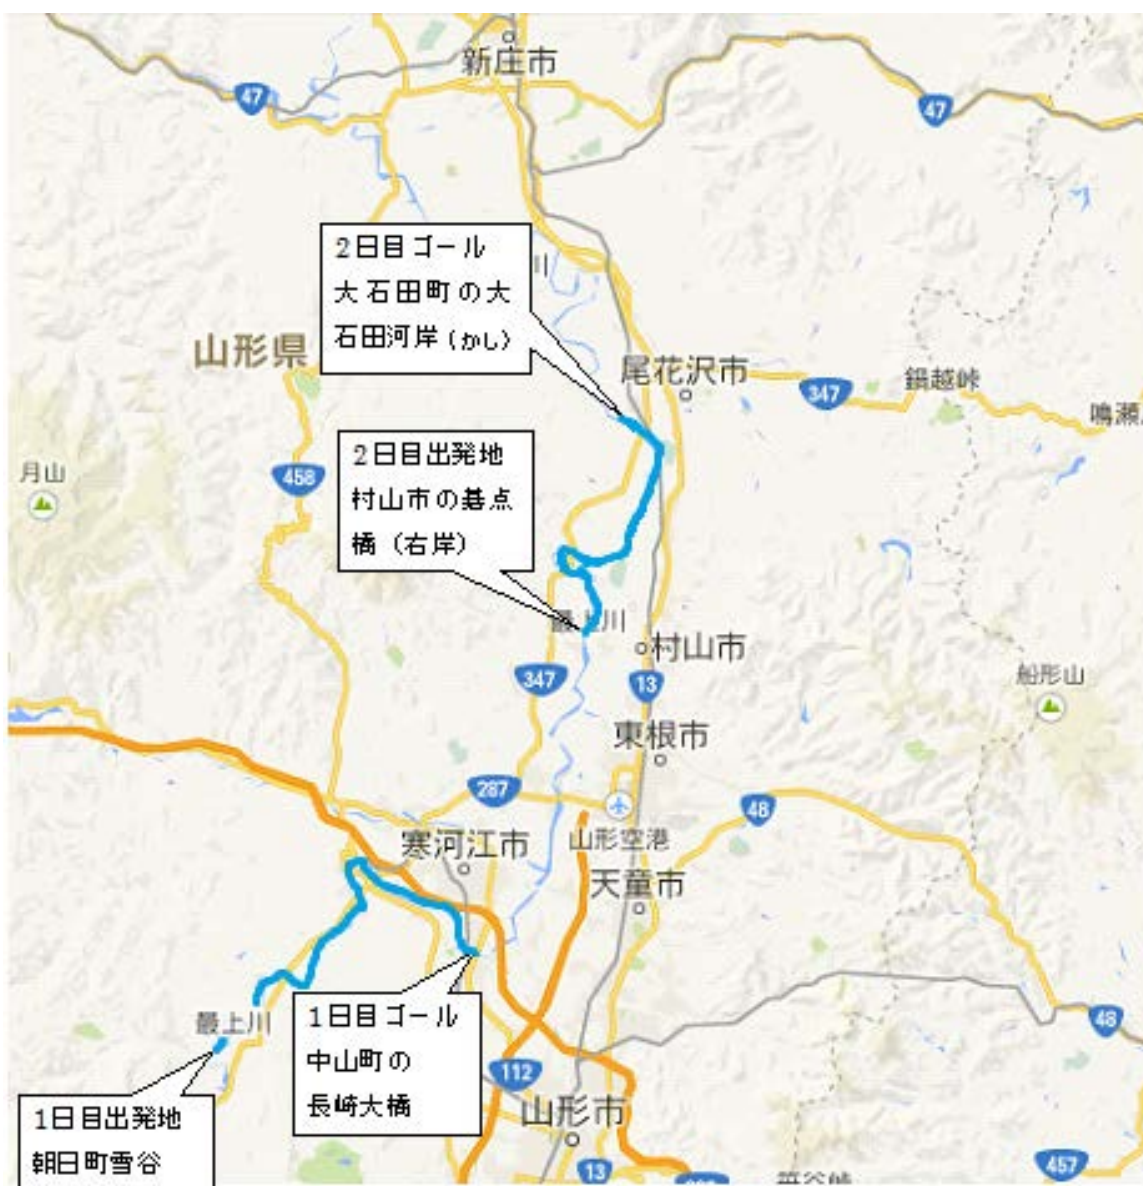 新庄市
47
47
2日目ゴール
大石田町の大
石田河岸(かし)
川
山形県
尾花沢市
347
鍋越峠
鳴瀬
2日目出発地
村山市の碁点
橋（右岸）
458
月山
最上川
村山市
347
13
船形山
東根市
287
48
山形空港
寒河江市
天童市
1日目ゴール
中山町の
長崎大橋
最上川
48
112
1日目出発地
朝日町雪谷
山形市
13
457
笹谷峠